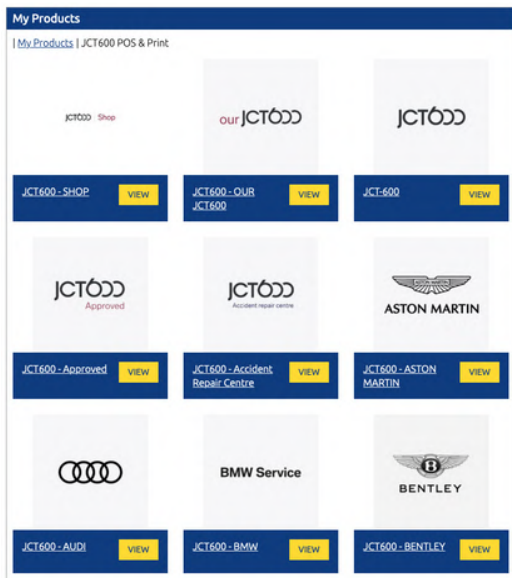 My Products
| My Products | JCT600 POS & Print
JCT600 Shop
our JCT600
JCT600
JCT600 - SHOP
VIEW
JCT600 - OUR
JCT600
VIEW
JCT-600
VIEW
JCT600
Approved
JCT600
Accident repair centre
ASTON MARTIN
ASTON MARTIN
JCT600 - Approved
VIEW
JCT600 - Accident
Repair Centre
VIEW
JCT600 - ASTON
MARTIN
VIEW
BMW Service
B
BENTLEY
JCT600 - AUDI
VIEW
JCT600 - BMW
VIEW
JCT600 - BENTLEY
VIEW